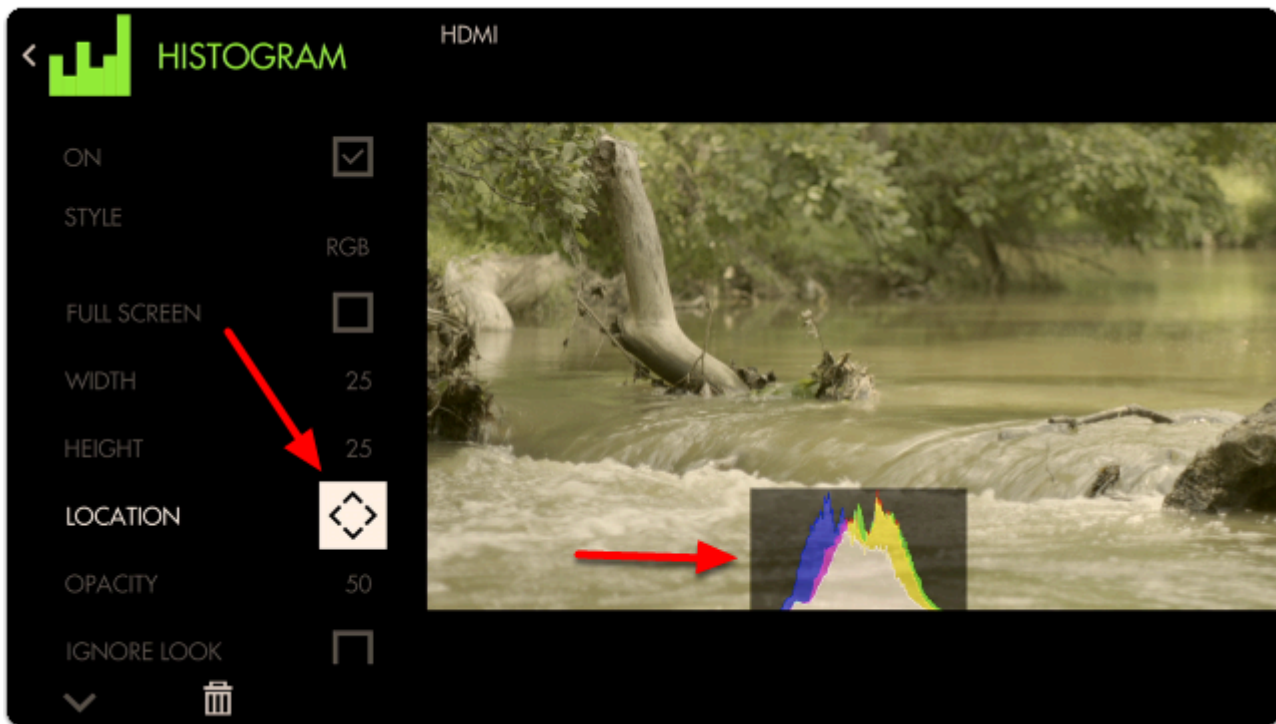 HISTOGRAM
HDMI
ON
STYLE
RGB
FULL SCREEN
WIDTH 25
HEIGHT 25
LOCATION
OPACITY 50
IGNORE LOOK